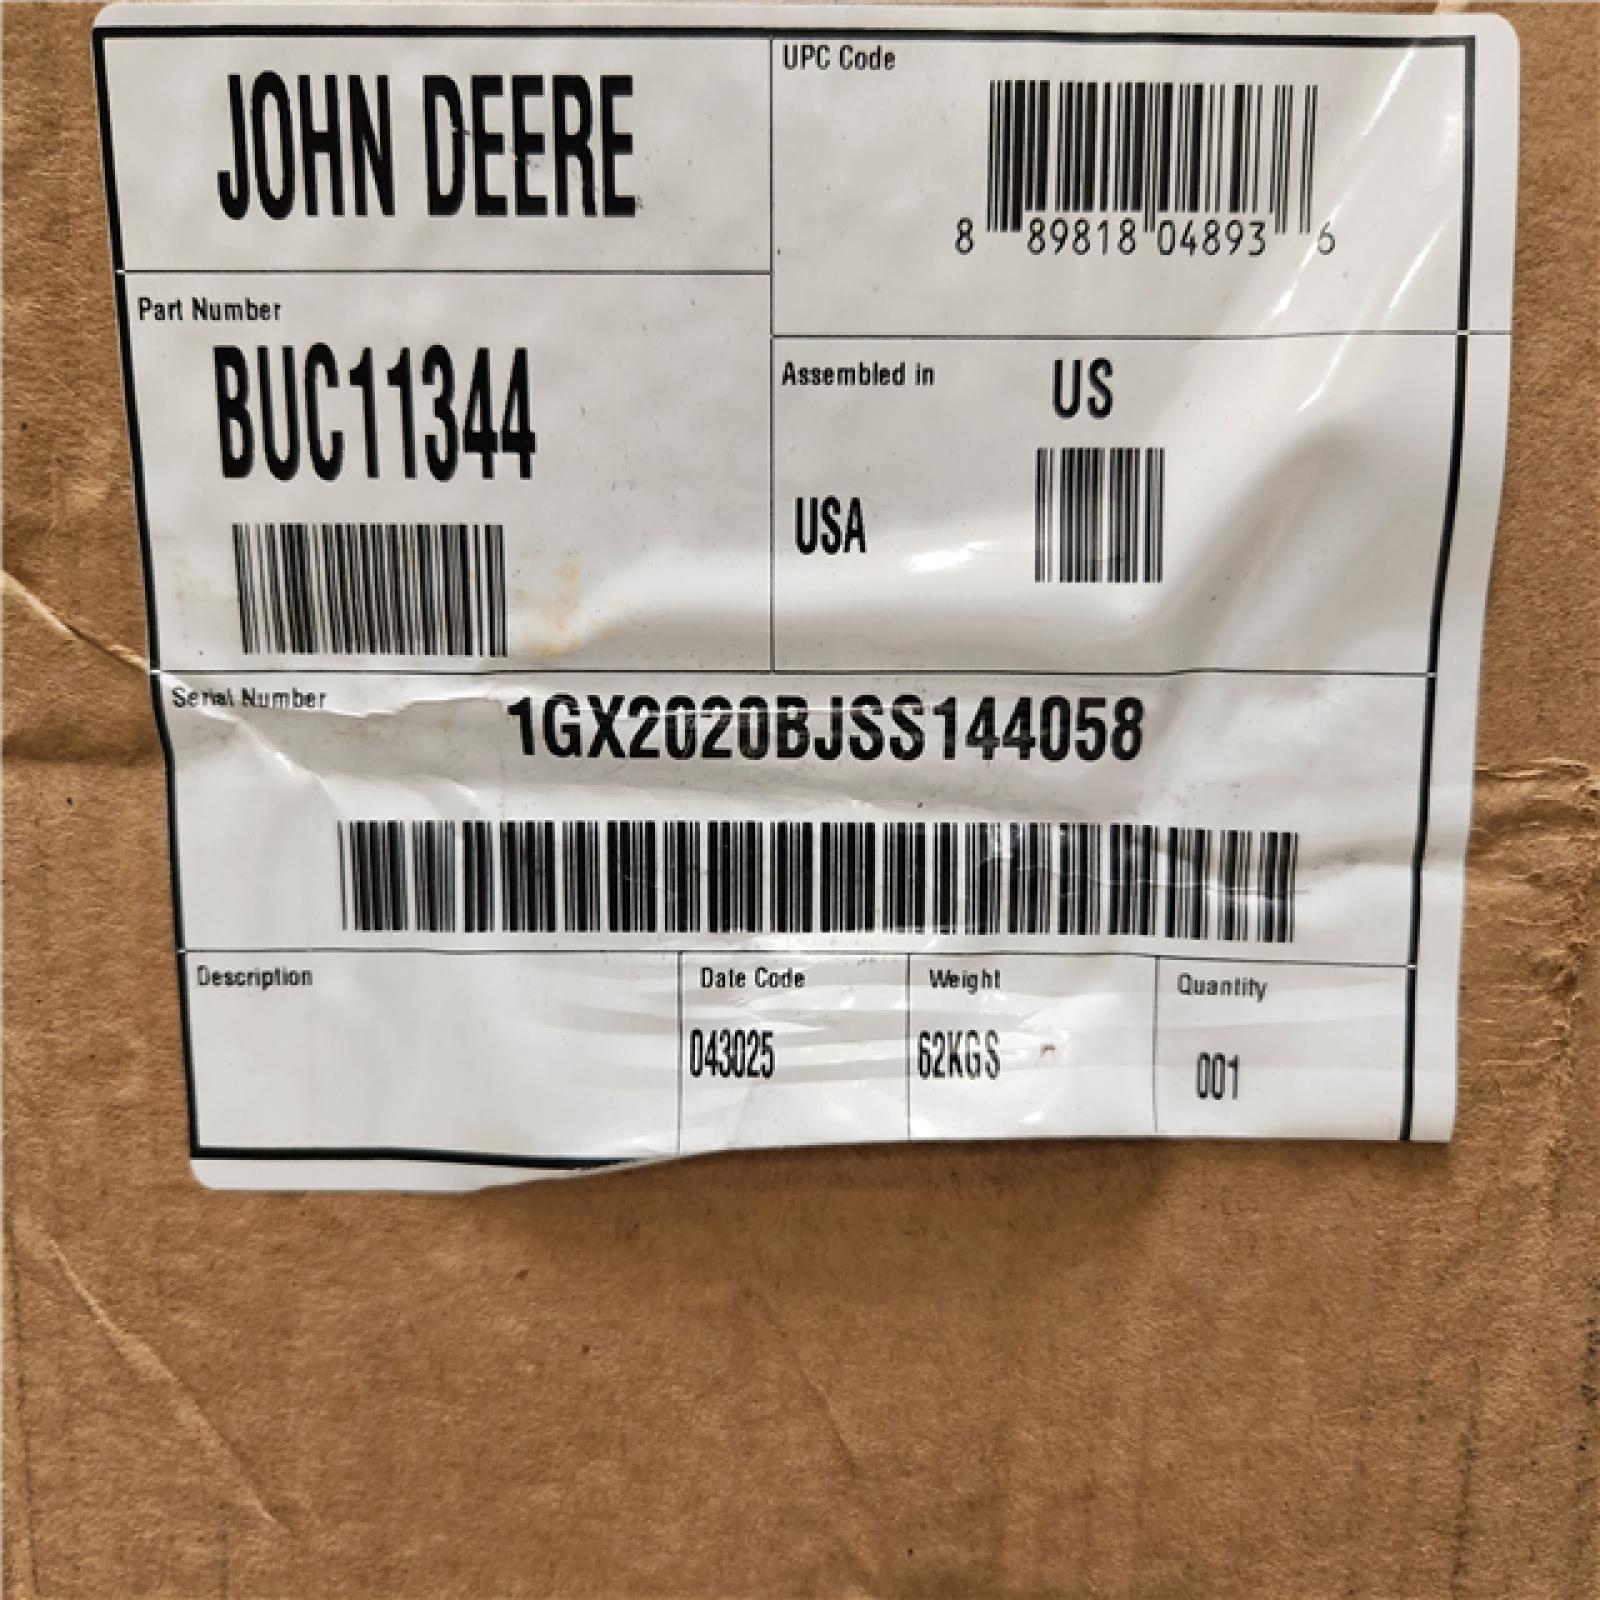 JOHN DEERE
UPC Code
8 89818 04893 6
Part Number
BUC11344
Assembled in US
USA
Serial Number 1GX2020BJSS144058
Description
Date Code
043025
Weight
62KGS
Quantity
001